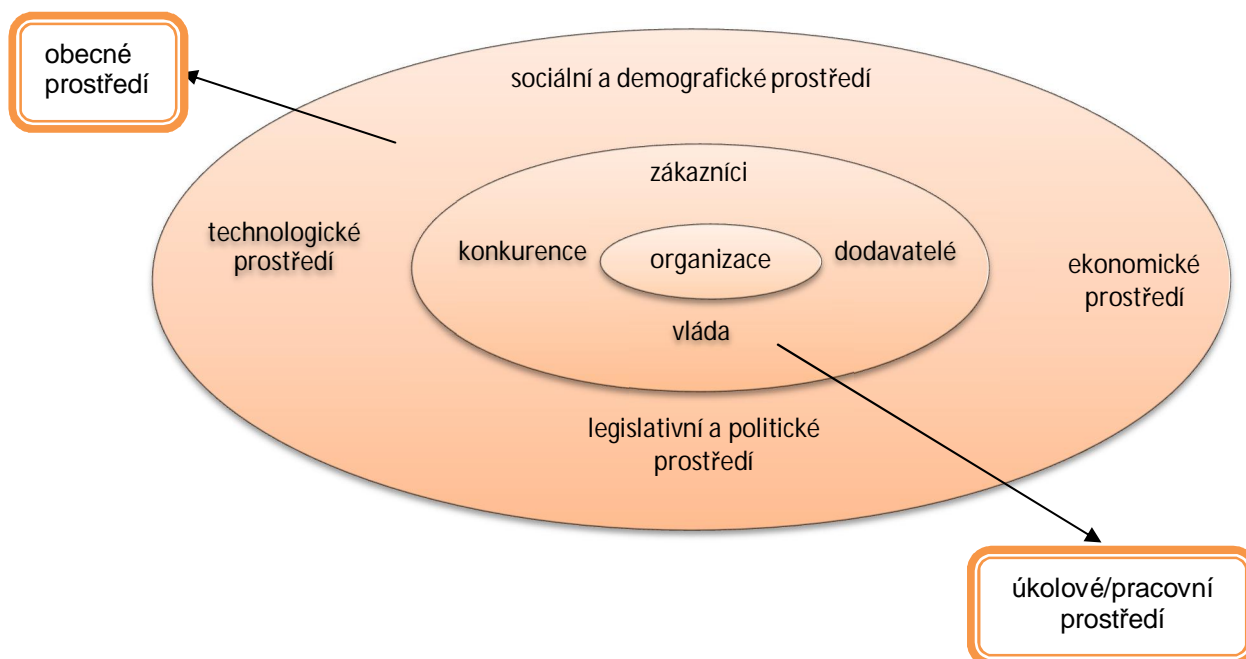 obecné
prostředí
sociální a demografické prostředí
zákazníci
technologické
prostředí
konkurence
organizace
dodavatelé
ekonomické
prostředí
vláda
legislativní a politické
prostředí
úkolové/pracovní
prostředí